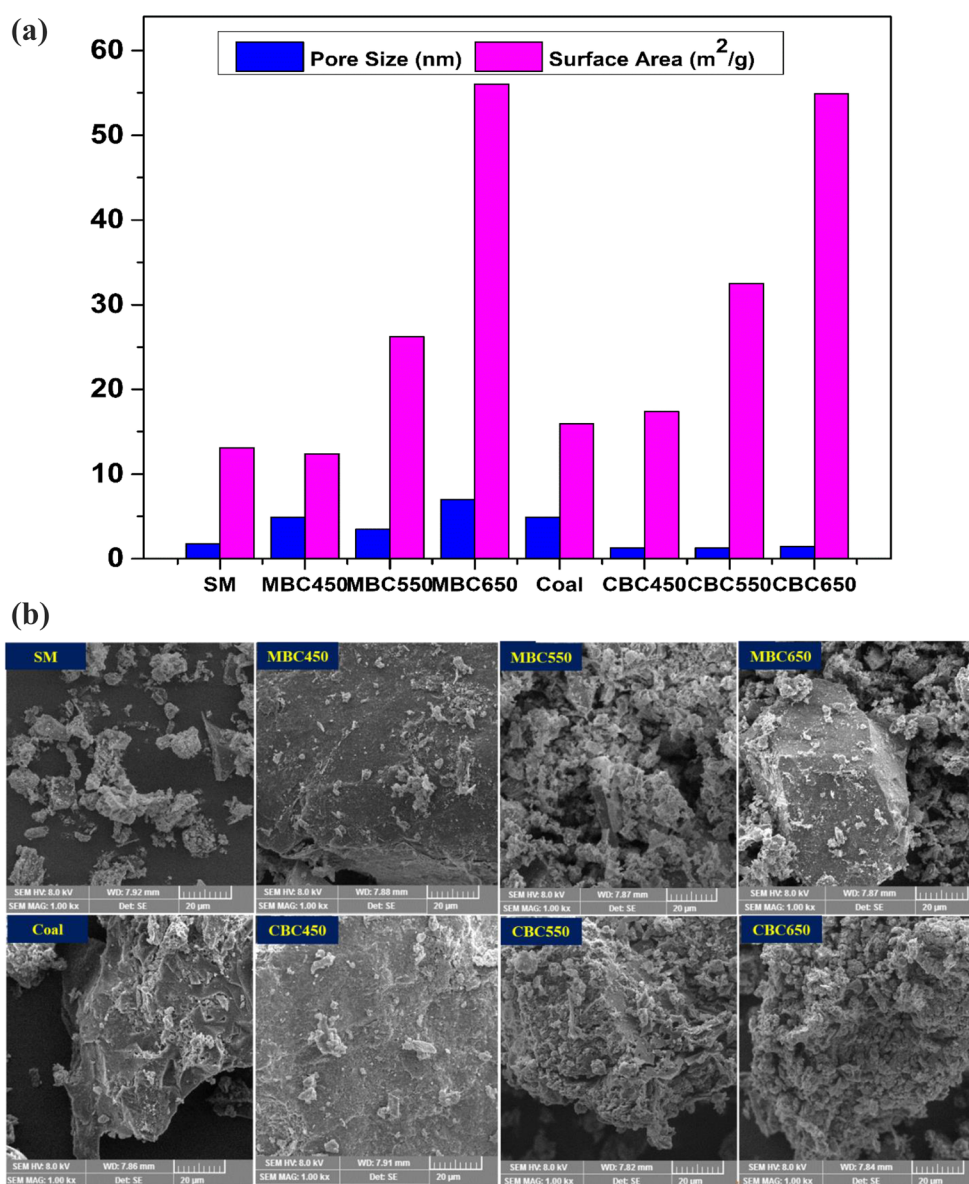 (a)
Pore Size (nm) Surface Area (m²/g)
60
50
40
30
20
10
0
SM MBC450 MBC550 MBC650 Coal CBC450 CBC550 CBC650
(b)
SM MBC450 MBC550 MBC650
SEM HV: 8.0 kV WD: 7.92 mm SEM HV: 8.0 kV WD: 7.88 mm SEM HV: 8.0 kV WD: 7.87 mm SEM HV: 8.0 kV WD: 7.87 mm
SEM MAG: 1.00 kx Det: SE 20 µm SEM MAG: 1.00 kx Det: SE 20 µm SEM MAG: 1.00 kx Det: SE 20 µm SEM MAG: 1.00 kx Det: SE 20 µm
Coal CBC450 CBC550 CBC650
SEM HV: 8.0 kV WD: 7.86 mm SEM HV: 8.0 kV WD: 7.91 mm SEM HV: 8.0 kV WD: 7.82 mm SEM HV: 8.0 kV WD: 7.84 mm
SEM MAG: 1.00 kx Det: SE 20 µm SEM MAG: 1.00 kx Det: SE 20 µm SEM MAG: 1.00 kx Det: SE 20 µm SEM MAG: 1.00 kx Det: SE 20 µm